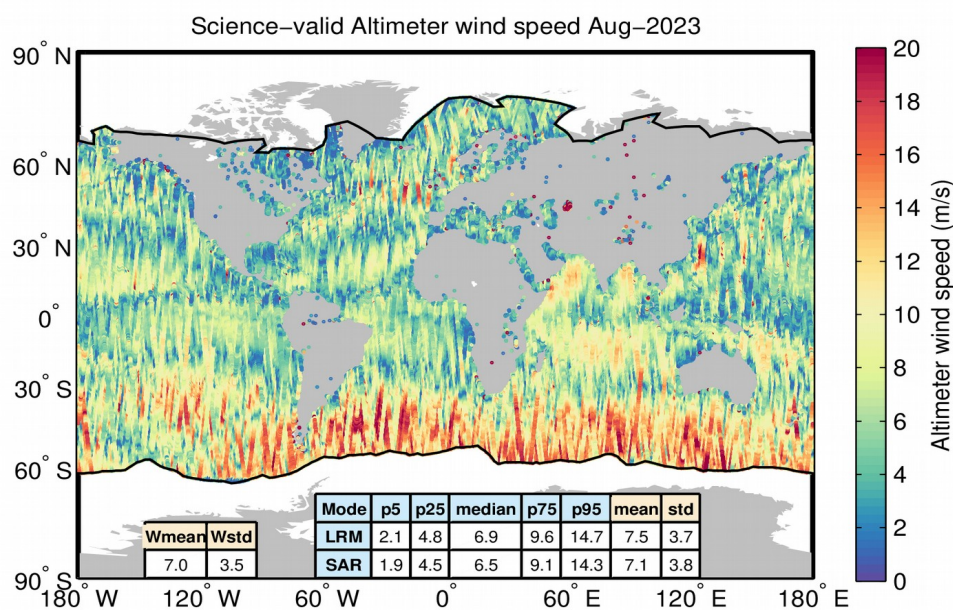 Science−valid Altimeter wind speed Aug−2023
90° N
60° N
30° N
0°
30° S
60° S
90° S
180° W
120° W
60° W
0°
60° E
120° E
180° E
Wmean Wstd
7.0 3.5
Mode p5 p25 median p75 p95 mean std
LRM 2.1 4.8 6.9 9.6 14.7 7.5 3.7
SAR 1.9 4.5 6.5 9.1 14.3 7.1 3.8
20
18
16
14
12
10
8
6
4
2
0
Altimeter wind speed (m/s)